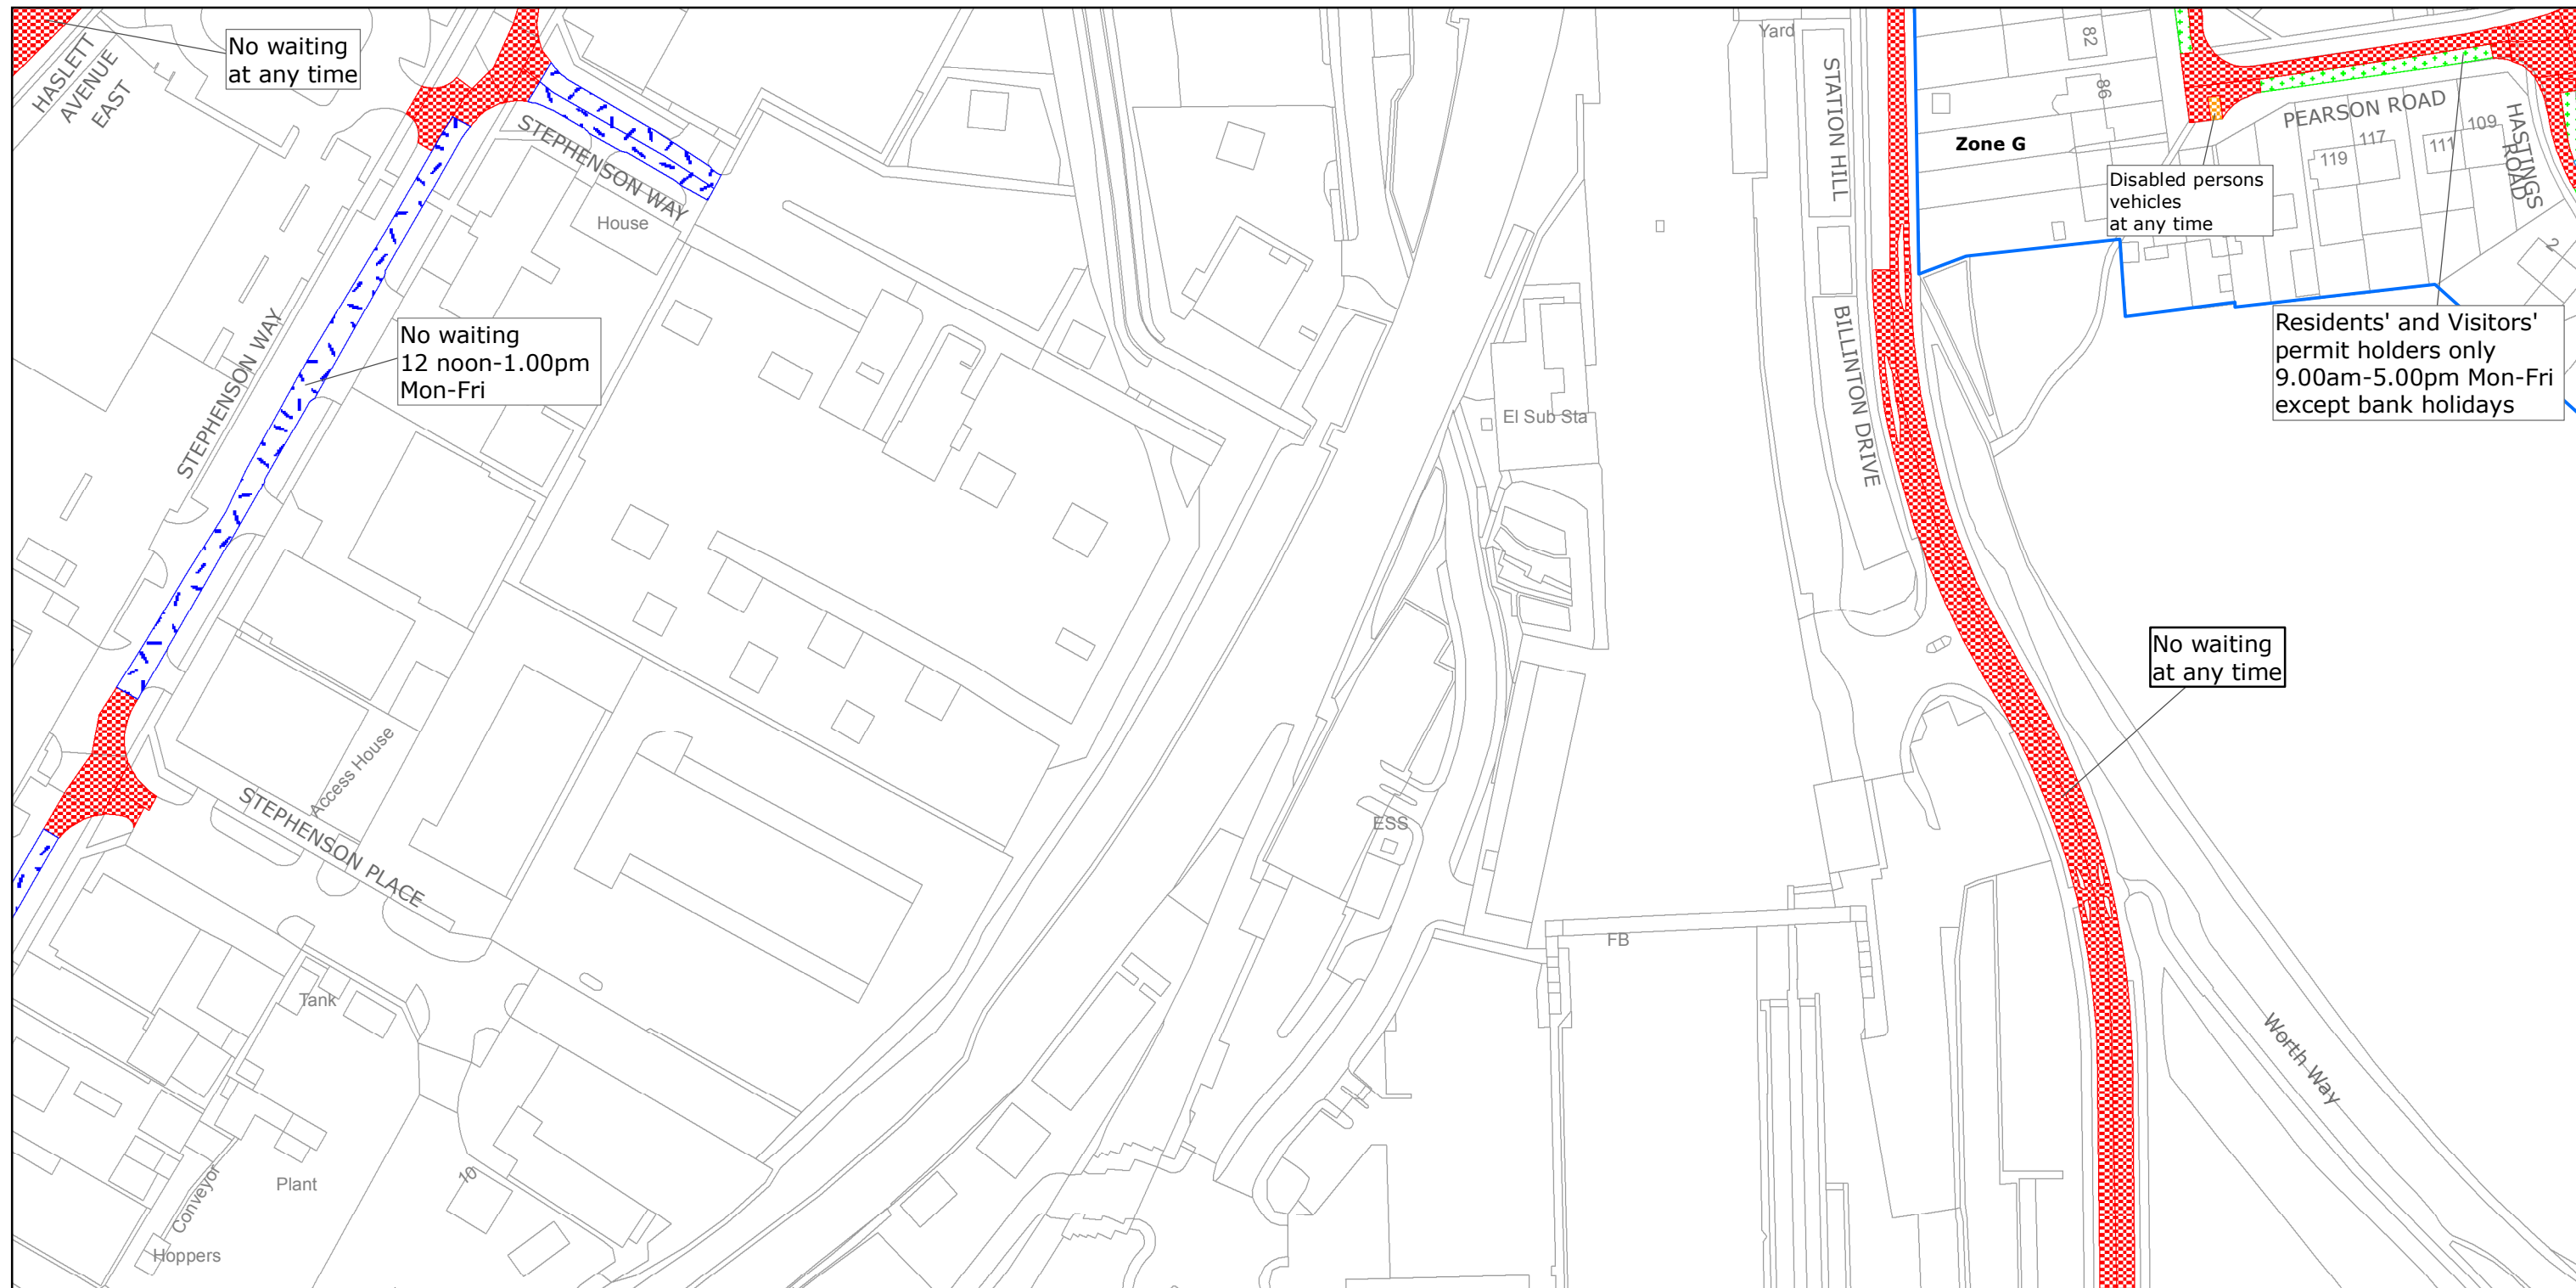 No waiting
at any time
HASLETT
AVENUE
EAST
STEPHENSON WAY
House
No waiting
12 noon-1.00pm
Mon-Fri
STEPHENSON WAY
Access House
STEPHENSON PLACE
Tank
Plant
Conveyor
Hoppers
10
Yard
STATION HILL
BILLINTON DRIVE
El Sub Sta
ESS
FB
82
86
Zone G
PEARSON ROAD
HASTINGS
ROAD
109
111
117
119
2
Disabled persons
vehicles
at any time
Residents' and Visitors'
permit holders only
9.00am-5.00pm Mon-Fri
except bank holidays
No waiting
at any time
Worth Way